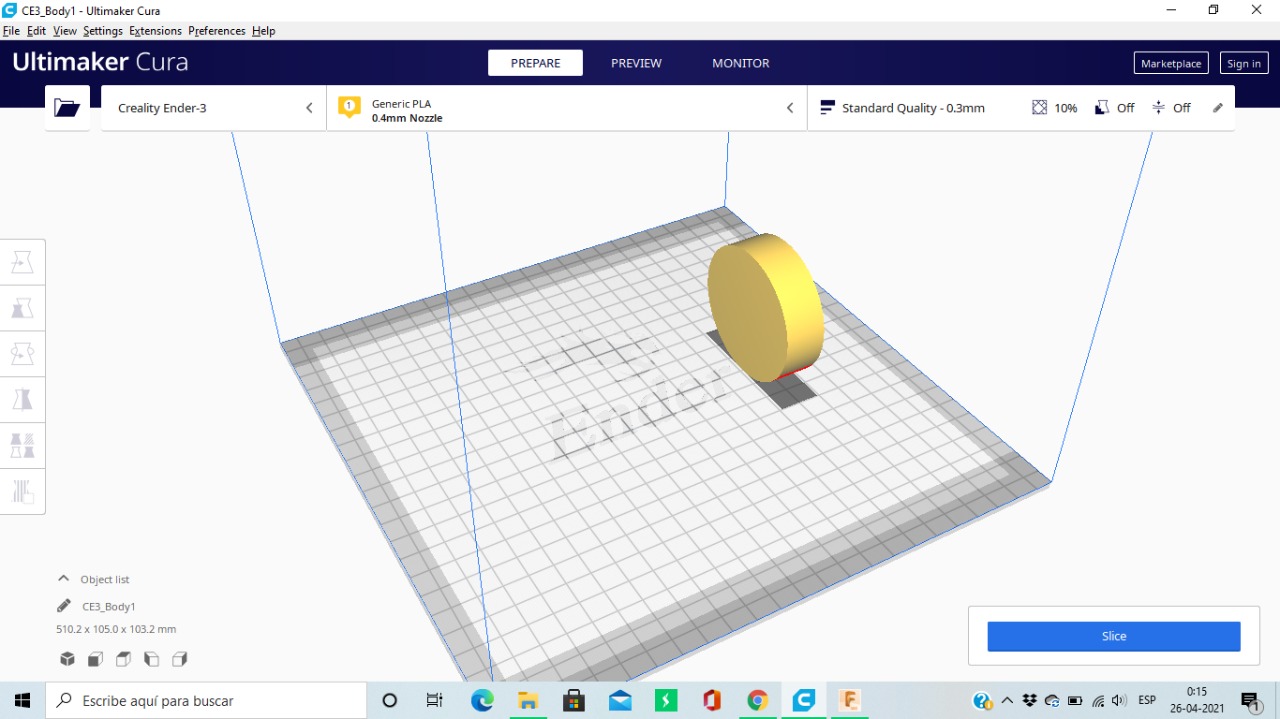 CE3_Body1 - Ultimaker Cura
File Edit View Settings Extensions Preferences Help
Ultimaker Cura
PREPARE PREVIEW MONITOR
Marketplace Sign in
Creality Ender-3
1
Generic PLA
0.4mm Nozzle
Standard Quality - 0.3mm
10% Off Off
Ender
Object list
CE3_Body1
510.2 x 105.0 x 103.2 mm
Slice
Escribe aquí para buscar
ESP
0:15
26-04-2021
1